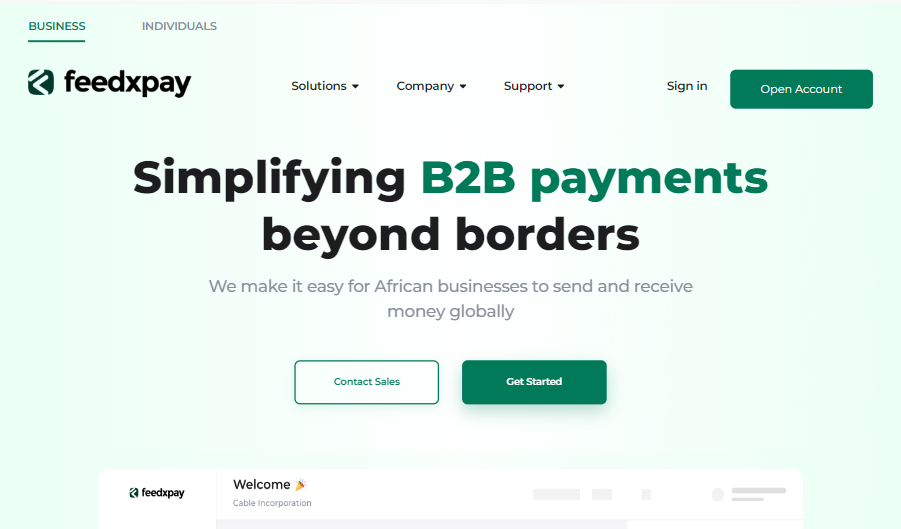 BUSINESS INDIVIDUALS
feedxpay Solutions Company Support Sign in Open Account
Simplifying B2B payments
beyond borders
We make it easy for African businesses to send and receive
money globally
Contact Sales Get Started
feedxpay Welcome 🎉
Cable Incorporation